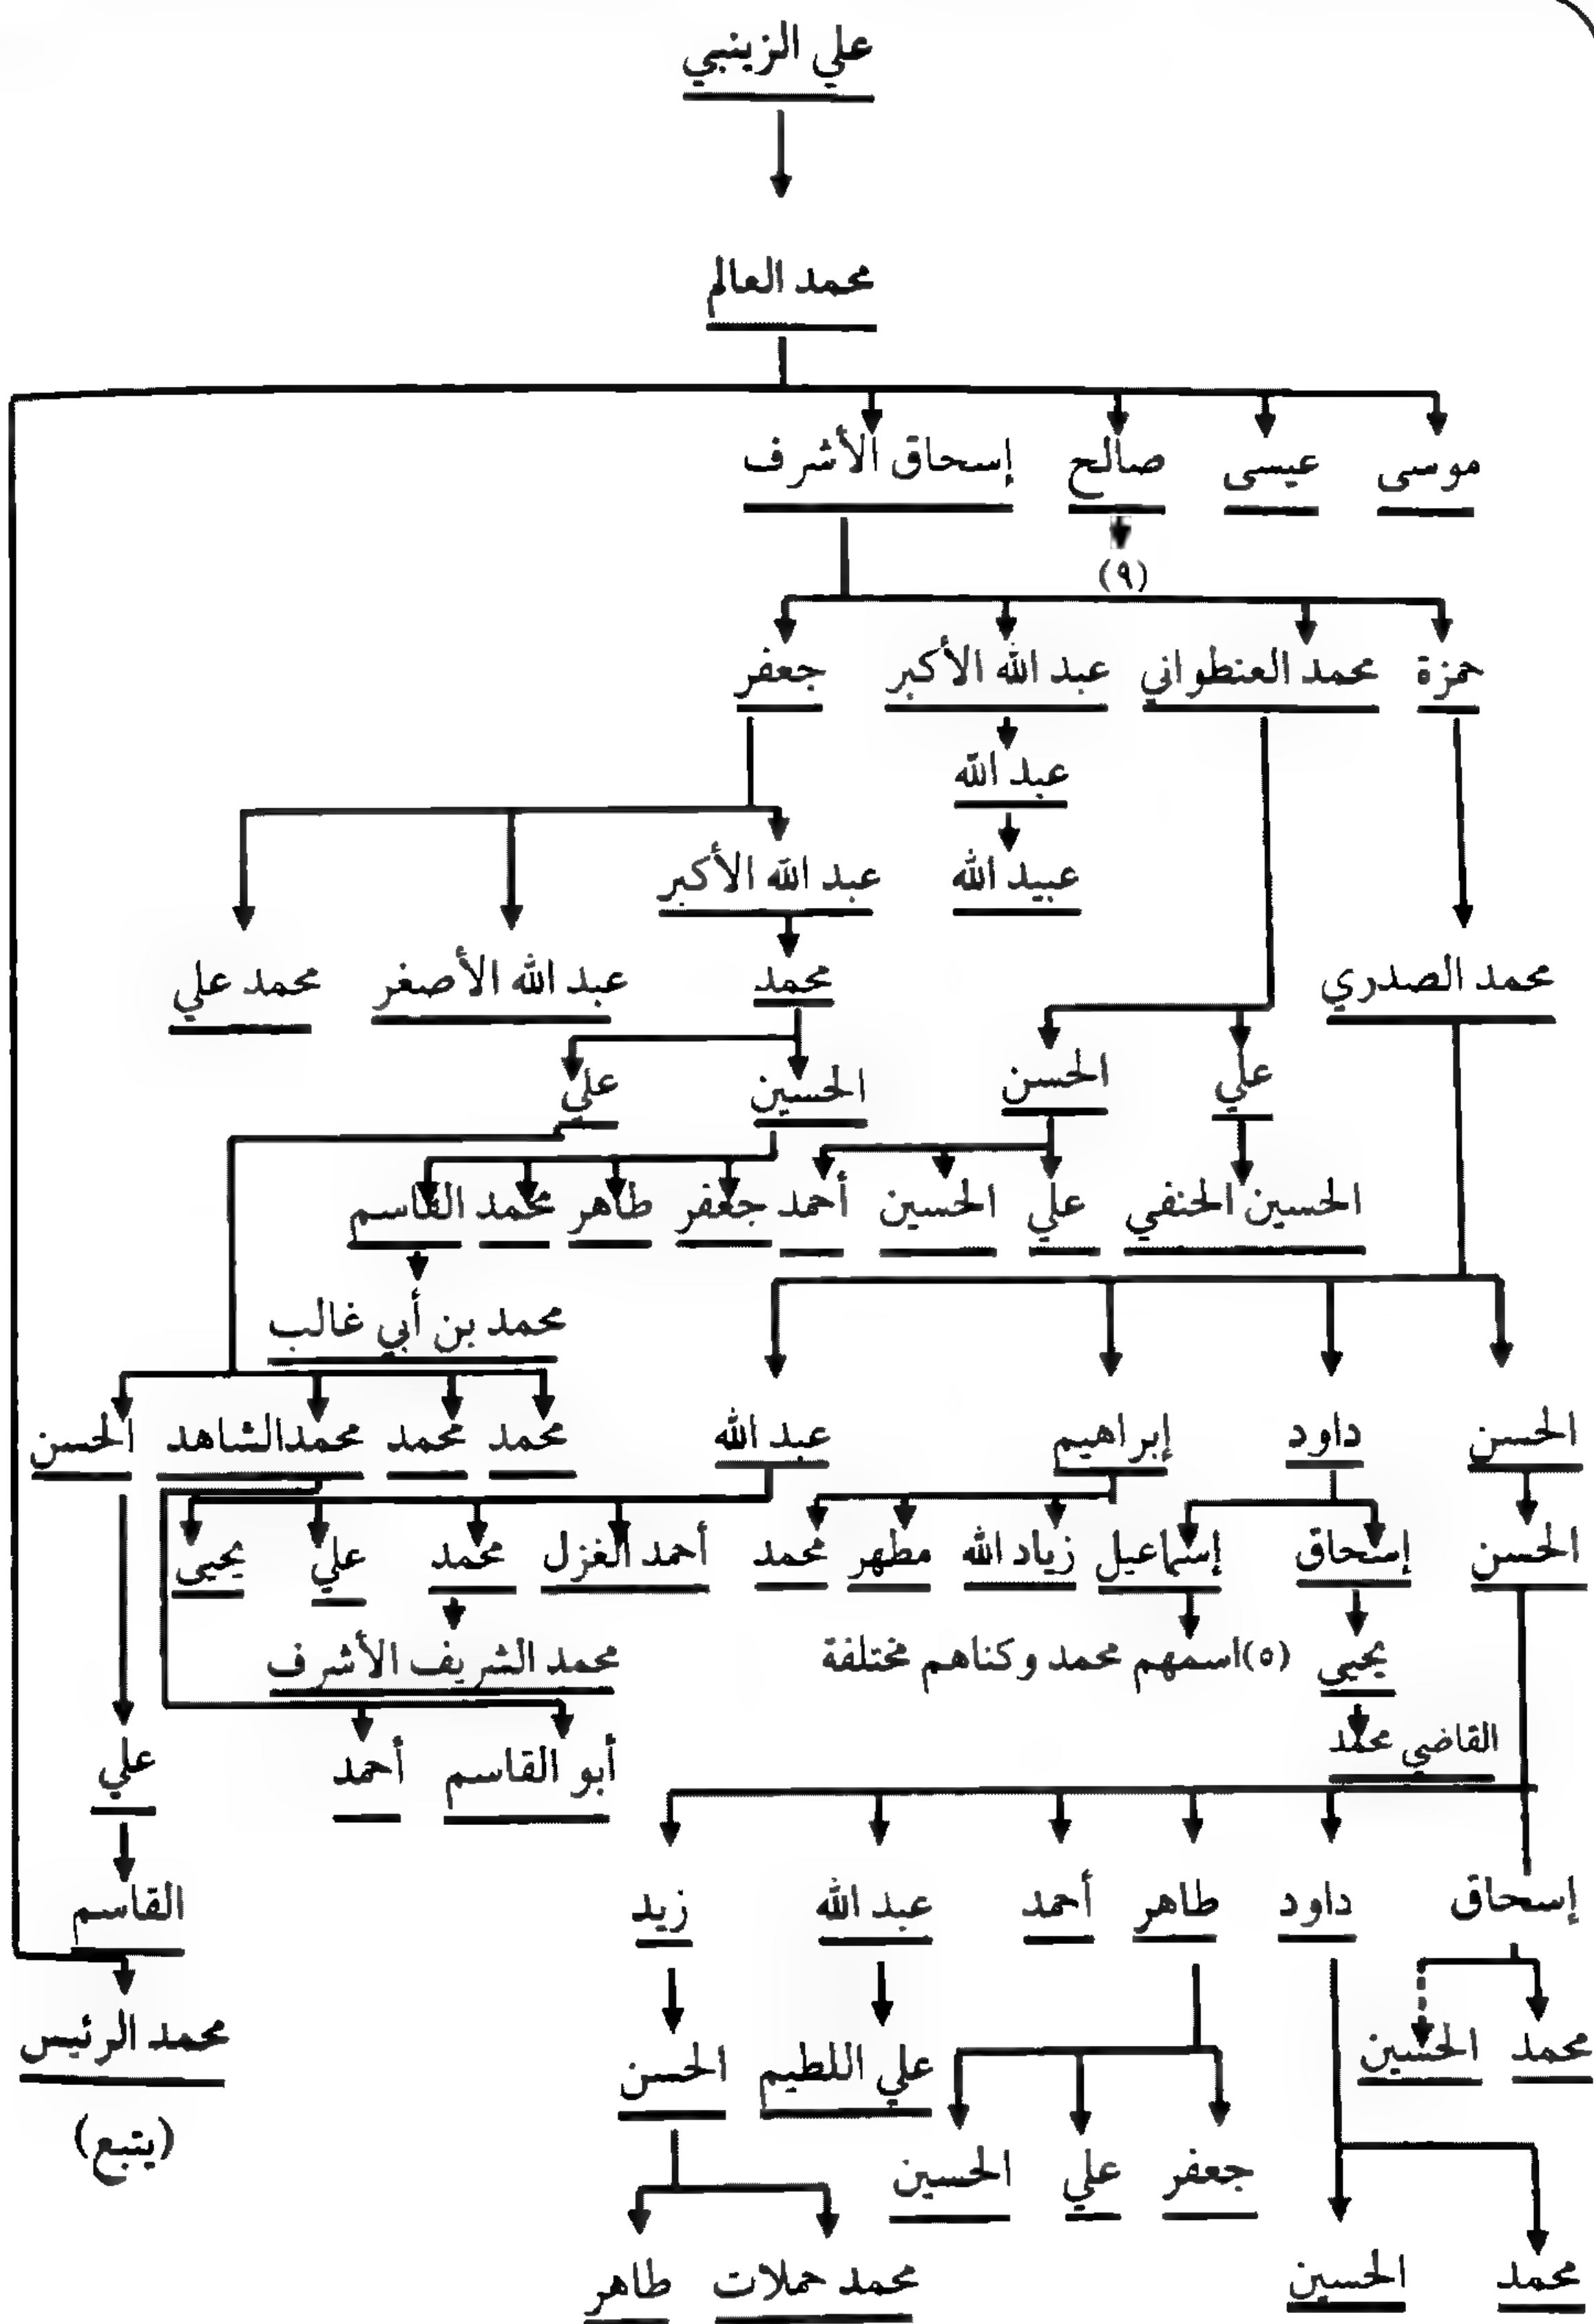 علي الزينبي
محمد العالم
موسى عيسى صالح إسحاق الأشرف
(٩)
حمزة محمد العنطواني عبد الله الأكبر جعفر
عبد الله
عبد الله الأكبر عبيد الله
محمد الصدري محمد عبد الله الأصغر محمد علي
علي الحسن الحسين علي
الحسين الحنفي علي الحسين أحمد جعفر طاهر محمد القاسم
محمد بن أبي غالب
الحسن داود إبراهيم عبد الله محمد محمد محمد الشاهد الحسن
الحسن إسحاق إسماعيل زياد الله مطهر محمد أحمد الغزل محمد علي يحيى
يحيى (٥) اسمهم محمد وكناهم مختلفة محمد الشريف الأشرف
القاضي محمد أبو القاسم أحمد علي
إسحاق داود طاهر أحمد عبد الله زيد القاسم
محمد الحسين علي اللطيم الحسن محمد الرئيس
(يتبع)
جعفر علي الحسين
محمد الحسين محمد حملات طاهر